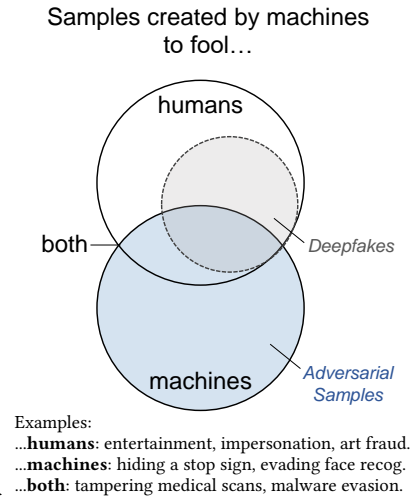 Samples created by machines
to fool…
humans
both
Deepfakes
machines
Adversarial
Samples
Examples:
...humans: entertainment, impersonation, art fraud.
...machines: hiding a stop sign, evading face recog.
...both: tampering medical scans, malware evasion.